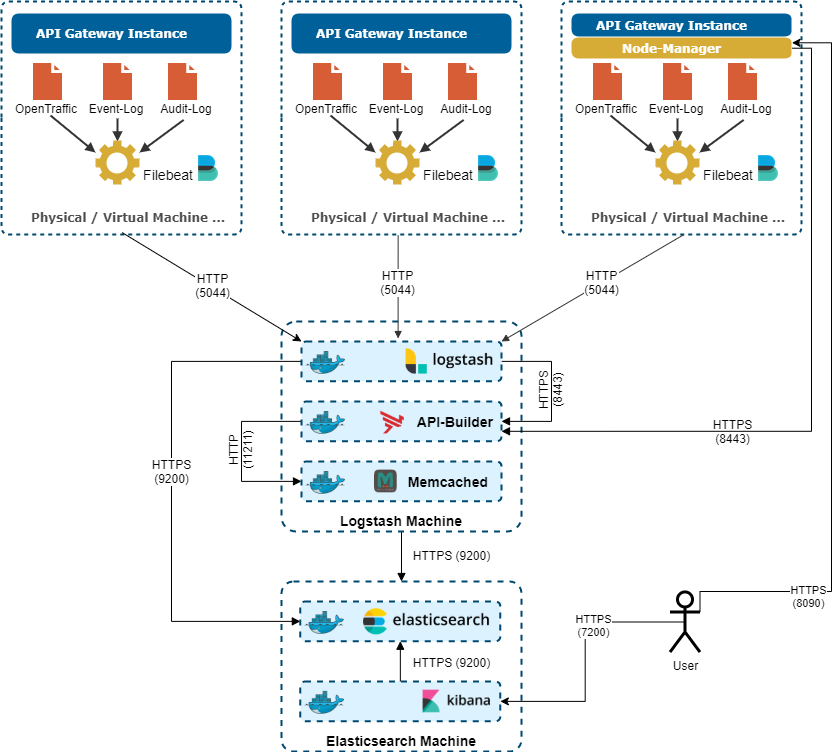 API Gateway Instance
OpenTraffic
Event-Log
Audit-Log
Filebeat
Physical / Virtual Machine ...
API Gateway Instance
OpenTraffic
Event-Log
Audit-Log
Filebeat
Physical / Virtual Machine ...
API Gateway Instance
Node-Manager
OpenTraffic
Event-Log
Audit-Log
Filebeat
Physical / Virtual Machine ...
HTTP
(5044)
HTTP
(5044)
HTTP
(5044)
logstash
HTTPS
(8443)
API-Builder
HTTPS
(8443)
HTTP
(11211)
HTTPS
(9200)
M
Memcached
Logstash Machine
HTTPS (9200)
elasticsearch
HTTPS (9200)
kibana
Elasticsearch Machine
HTTPS
(7200)
HTTPS
(8090)
User